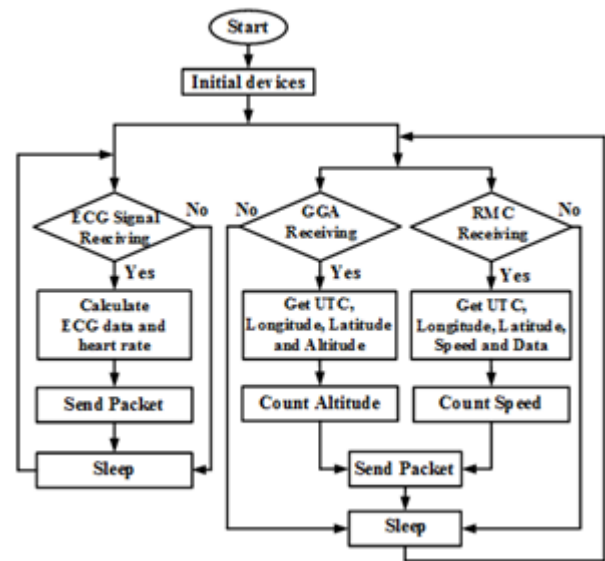 Start
Initial devices
ECG Signal
Receiving
No
Yes
Calculate
ECG data and
heart rate
Send Packet
Sleep
No
GGA
Receiving
Yes
Get UTC,
Longitude, Latitude
and Altitude
Count Altitude
RMC
Receiving
No
Yes
Get UTC,
Longitude, Latitude,
Speed and Data
Count Speed
Send Packet
Sleep